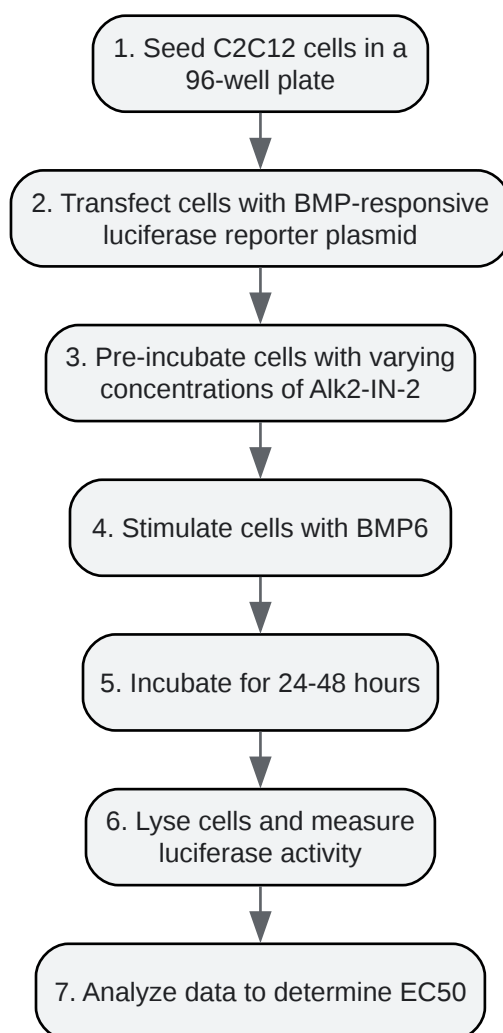 1. Seed C2C12 cells in a
96-well plate
2. Transfect cells with BMP-responsive
luciferase reporter plasmid
3. Pre-incubate cells with varying
concentrations of Alk2-IN-2
4. Stimulate cells with BMP6
5. Incubate for 24-48 hours
6. Lyse cells and measure
luciferase activity
7. Analyze data to determine EC50